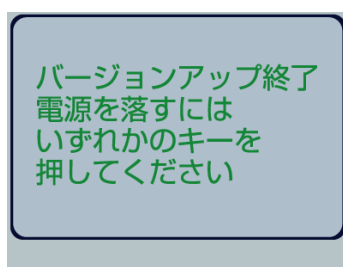 バージョンアップ終了
電源を落すには
いずれかのキーを
押してください